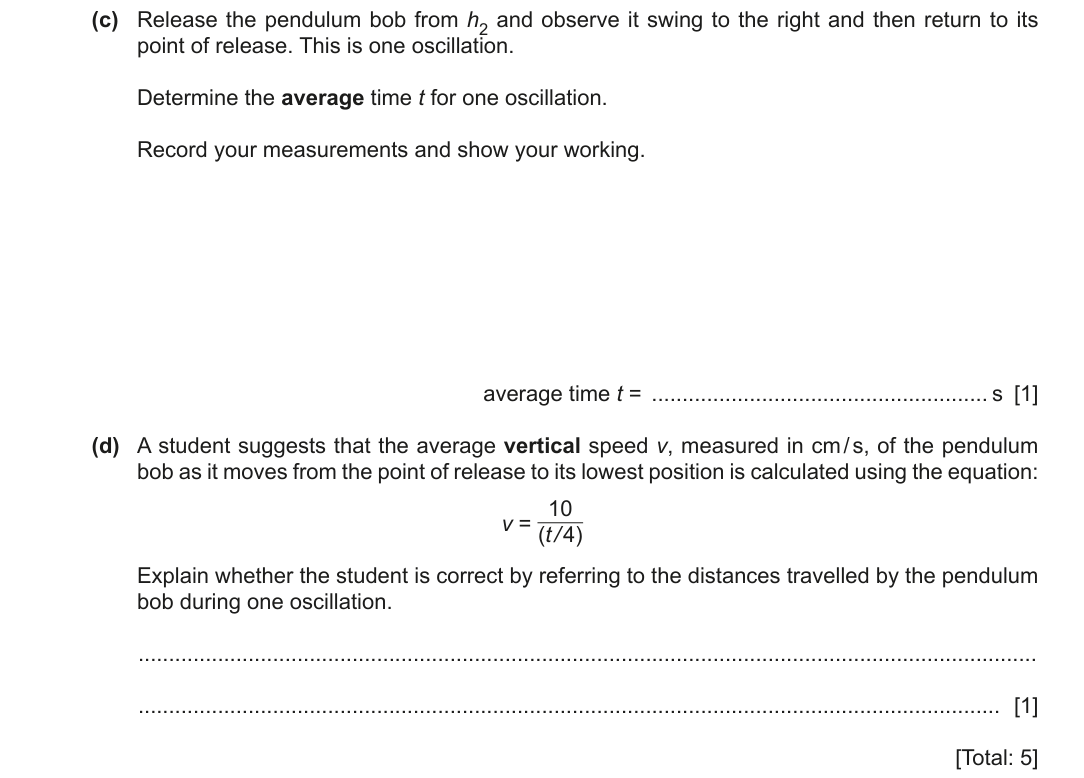 (c) Release the pendulum bob from h₂ and observe it swing to the right and then return to its
point of release. This is one oscillation.
Determine the average time t for one oscillation.
Record your measurements and show your working.
average time t = ........................................................ s [1]
(d) A student suggests that the average vertical speed v, measured in cm/s, of the pendulum
bob as it moves from the point of release to its lowest position is calculated using the equation:
v = 10
(t/4)
Explain whether the student is correct by referring to the distances travelled by the pendulum
bob during one oscillation.
..........................................................................................................................................
.................................................................................................................................... [1]
[Total: 5]